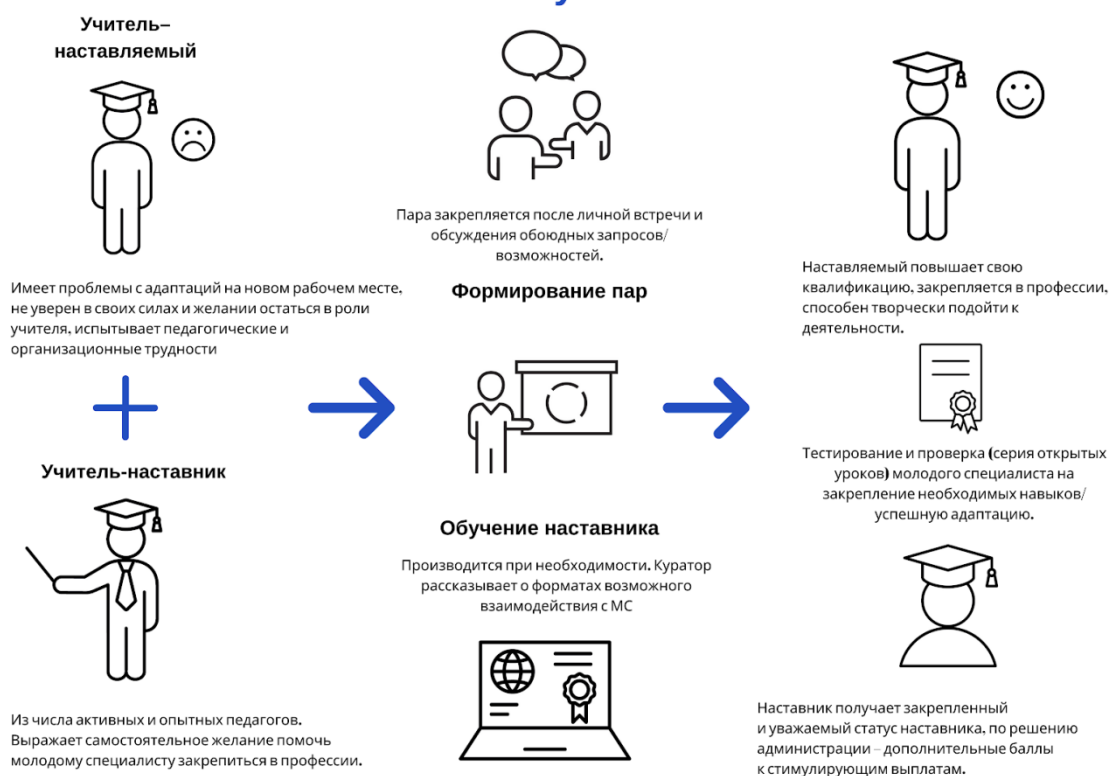 Учитель–
наставляемый
Имеет проблемы с адаптаций на новом рабочем месте,
не уверен в своих силах и желании остаться в роли
учителя, испытывает педагогические и
организационные трудности
Учитель-наставник
Из числа активных и опытных педагогов.
Выражает самостоятельное желание помочь
молодому специалисту закрепиться в профессии.
Пара закрепляется после личной встречи и
обсуждения обоюдных запросов/
возможностей.
Формирование пар
Обучение наставника
Производится при необходимости. Куратор
рассказывает о форматах возможного
взаимодействия с МС
Наставляемый повышает свою
квалификацию, закрепляется в профессии,
способен творчески подойти к
деятельности.
Тестирование и проверка (серия открытых
уроков) молодого специалиста на
закрепление необходимых навыков/
успешную адаптацию.
Наставник получает закрепленный
и уважаемый статус наставника, по решению
администрации – дополнительные баллы
к стимулирующим выплатам.